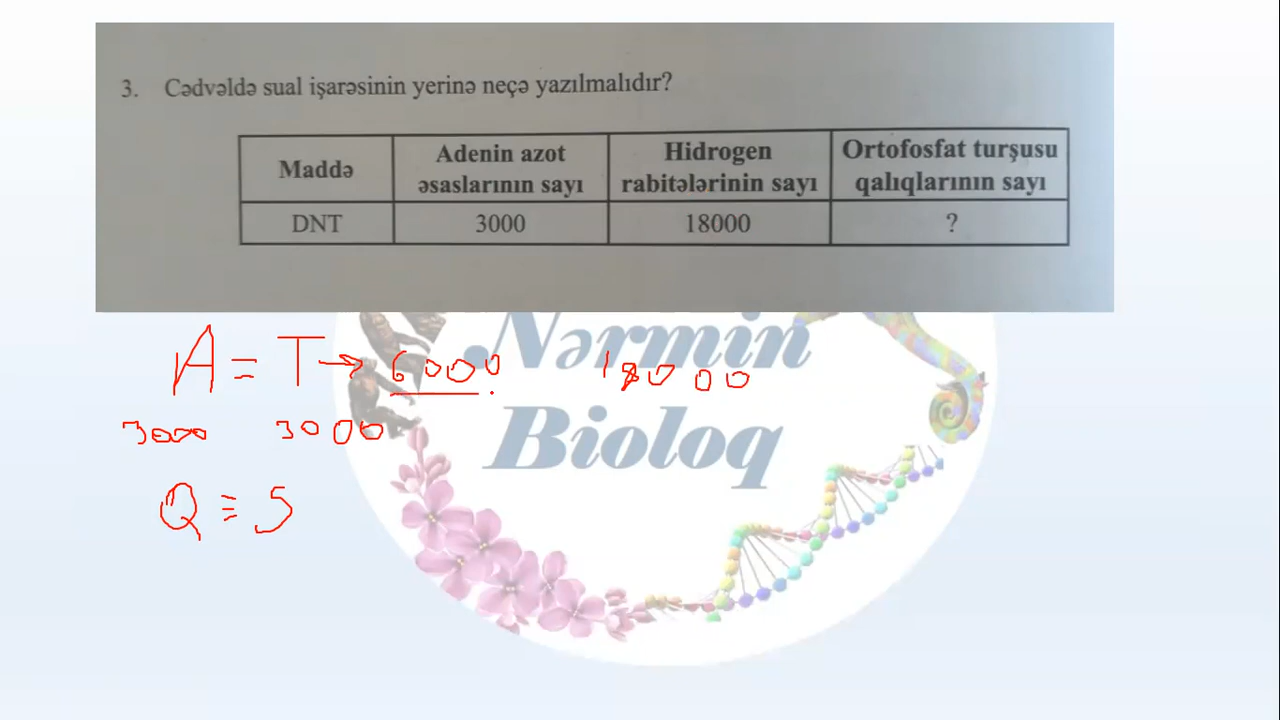 3. Cədvəldə sual işarəsinin yerinə neçə yazılmalıdır?
Maddə | Adenin azot əsaslarının sayı | Hidrogen rabitələrinin sayı | Ortofosfat turşusu qalıqlarının sayı
DNT | 3000 | 18000 | ?
A = T → 6000 18000
3000 3000
Q ≡ S
Nərmin
Bioloq